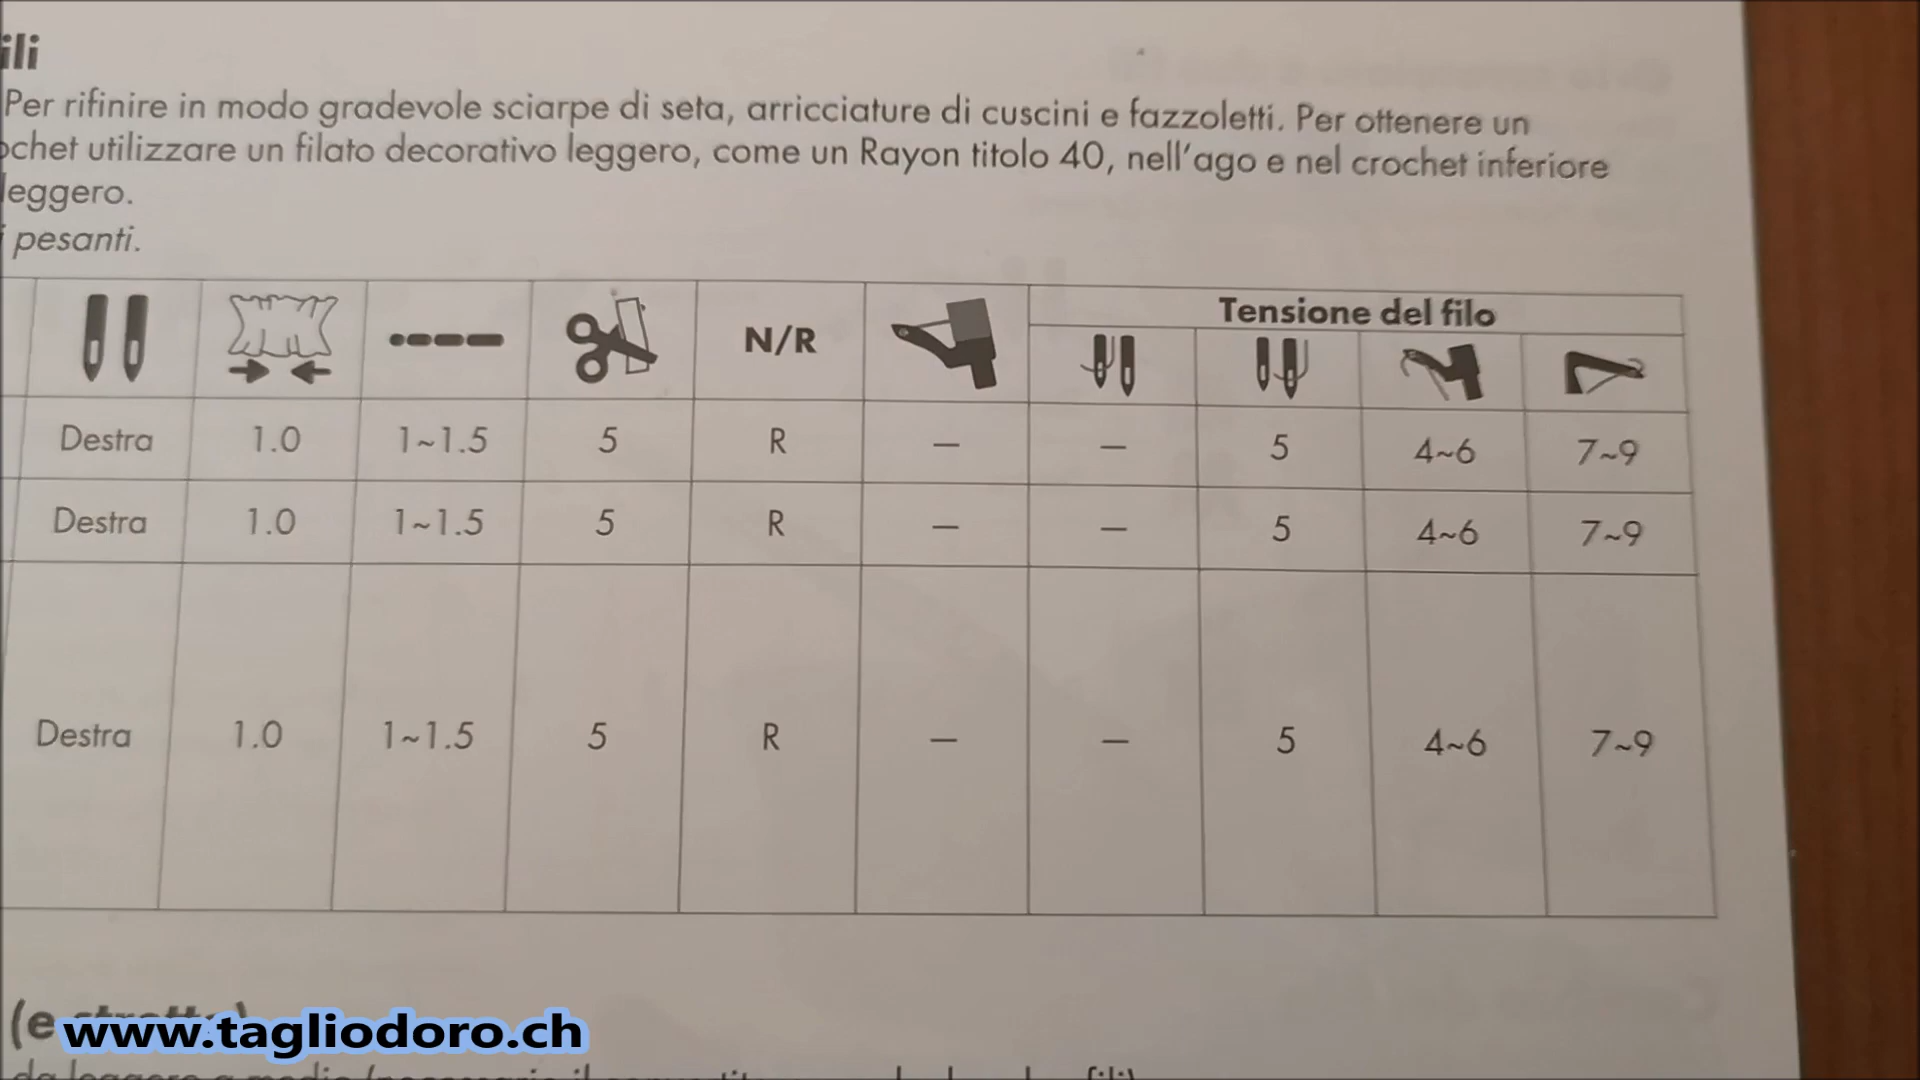 ili
Per rifinire in modo gradevole sciarpe di seta, arricciature di cuscini e fazzoletti. Per ottenere un
ochet utilizzare un filato decorativo leggero, come un Rayon titolo 40, nell'ago e nel crochet inferiore
leggero.
i pesanti.
Tensione del filo
N/R
Destra 1.0 1~1.5 5 R — — 5 4~6 7~9
Destra 1.0 1~1.5 5 R — — 5 4~6 7~9
Destra 1.0 1~1.5 5 R — — 5 4~6 7~9
(e
www.tagliodoro.ch